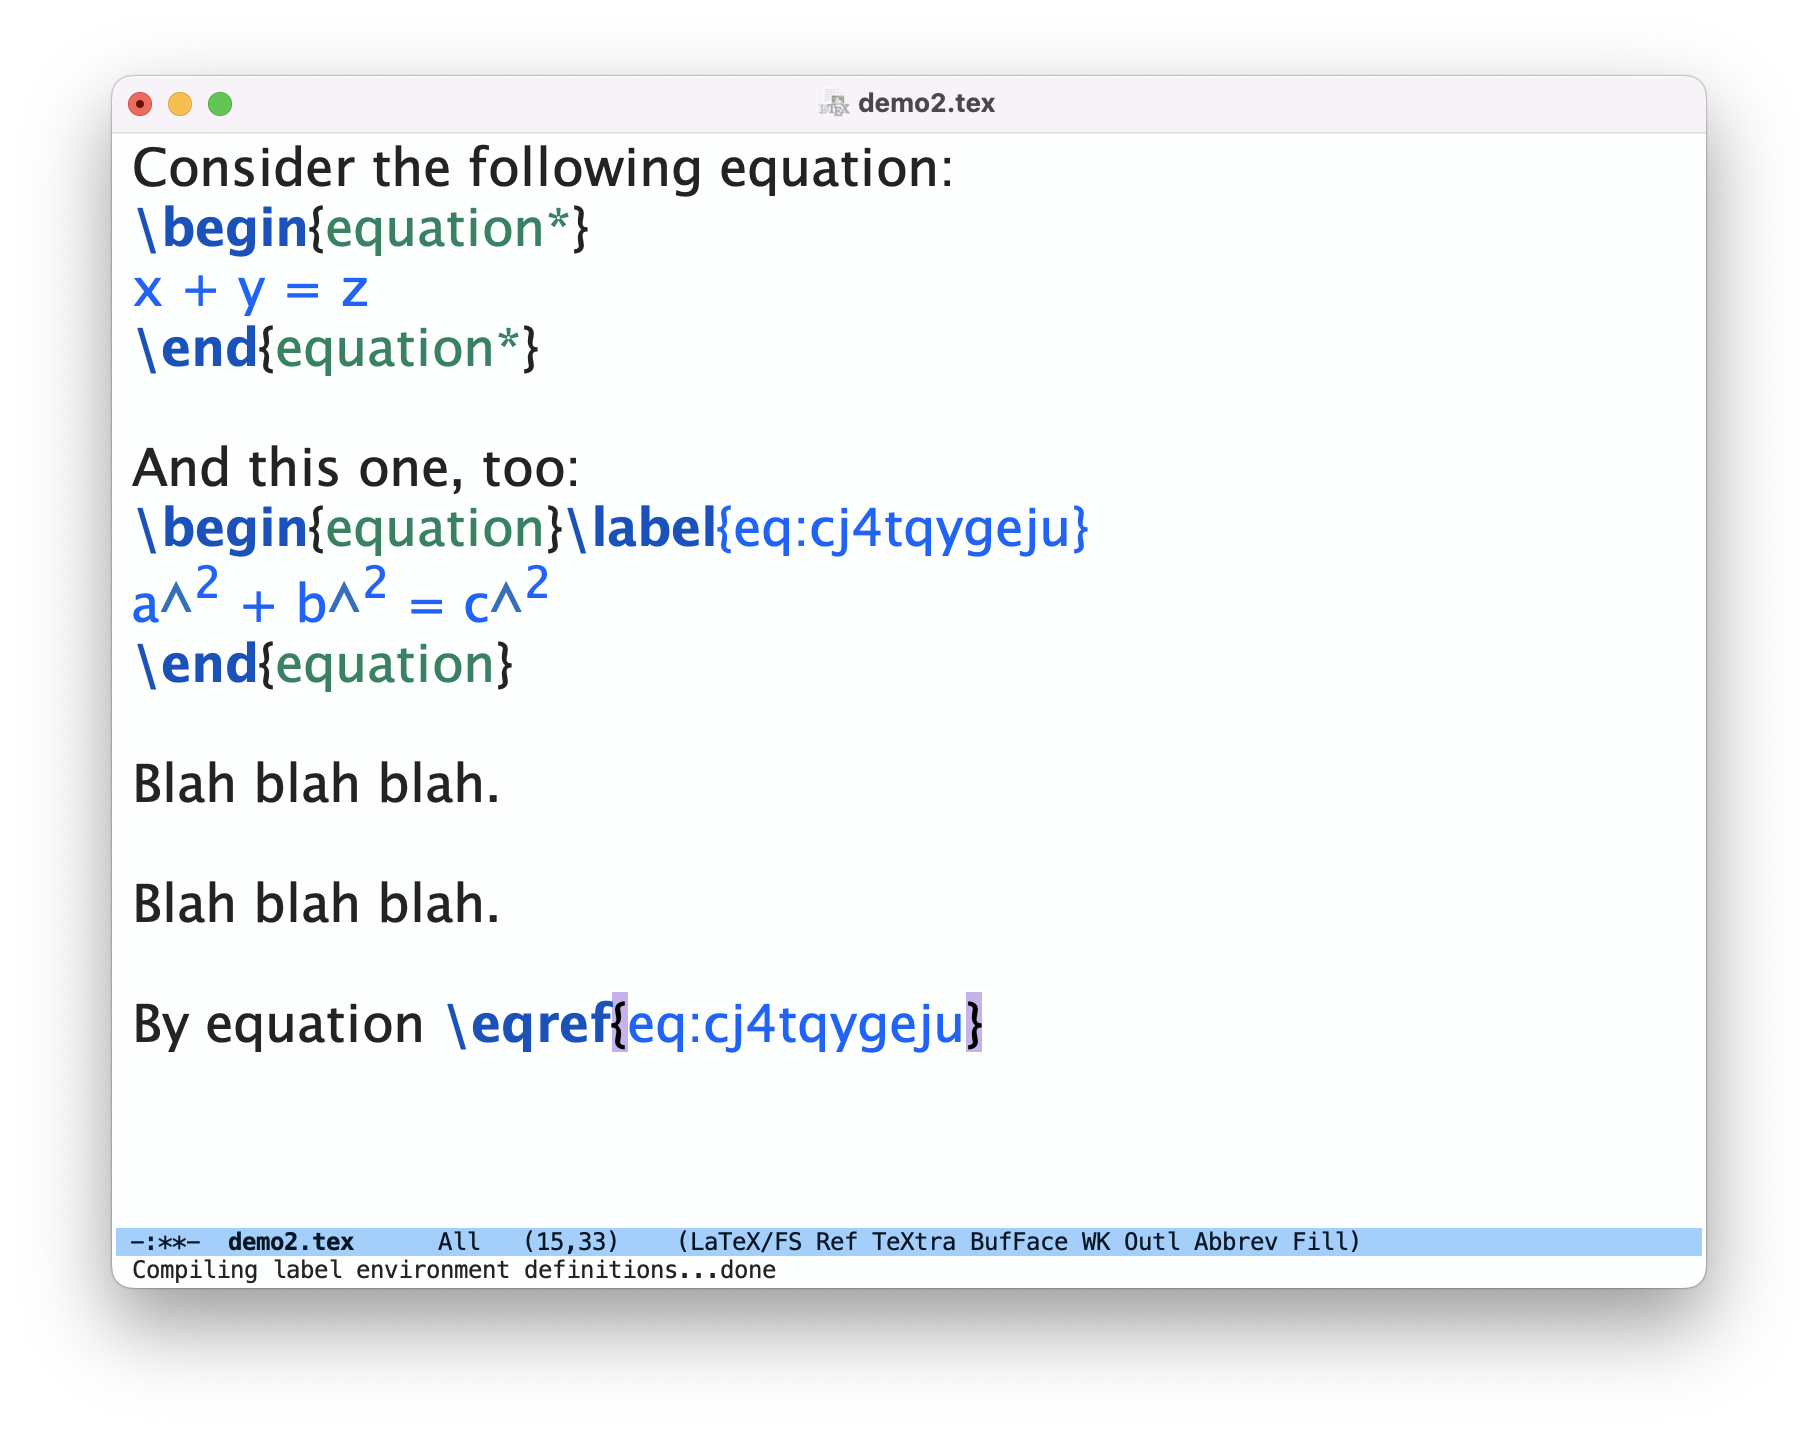 demo2.tex
Consider the following equation:
\begin{equation*}
x + y = z
\end{equation*}
And this one, too:
\begin{equation}\label{eq:cj4tqygeju}
a^2 + b^2 = c^2
\end{equation}
Blah blah blah.
Blah blah blah.
By equation \eqref{eq:cj4tqygeju}
-:**-  demo2.tex      All   (15,33)    (LaTeX/FS Ref TeXtra BufFace WK Outl Abbrev Fill)
Compiling label environment definitions...done